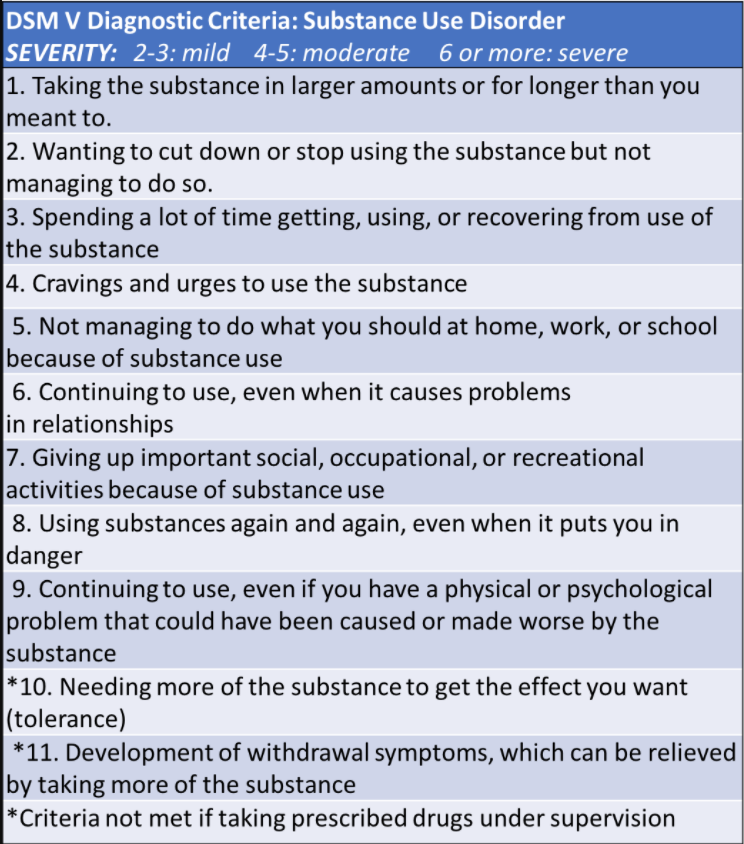 DSM V Diagnostic Criteria: Substance Use Disorder
SEVERITY: 2-3: mild 4-5: moderate 6 or more: severe
1. Taking the substance in larger amounts or for longer than you
meant to.
2. Wanting to cut down or stop using the substance but not
managing to do so.
3. Spending a lot of time getting, using, or recovering from use of
the substance
4. Cravings and urges to use the substance
5. Not managing to do what you should at home, work, or school
because of substance use
6. Continuing to use, even when it causes problems
in relationships
7. Giving up important social, occupational, or recreational
activities because of substance use
8. Using substances again and again, even when it puts you in
danger
9. Continuing to use, even if you have a physical or psychological
problem that could have been caused or made worse by the
substance
*10. Needing more of the substance to get the effect you want
(tolerance)
*11. Development of withdrawal symptoms, which can be relieved
by taking more of the substance
*Criteria not met if taking prescribed drugs under supervision